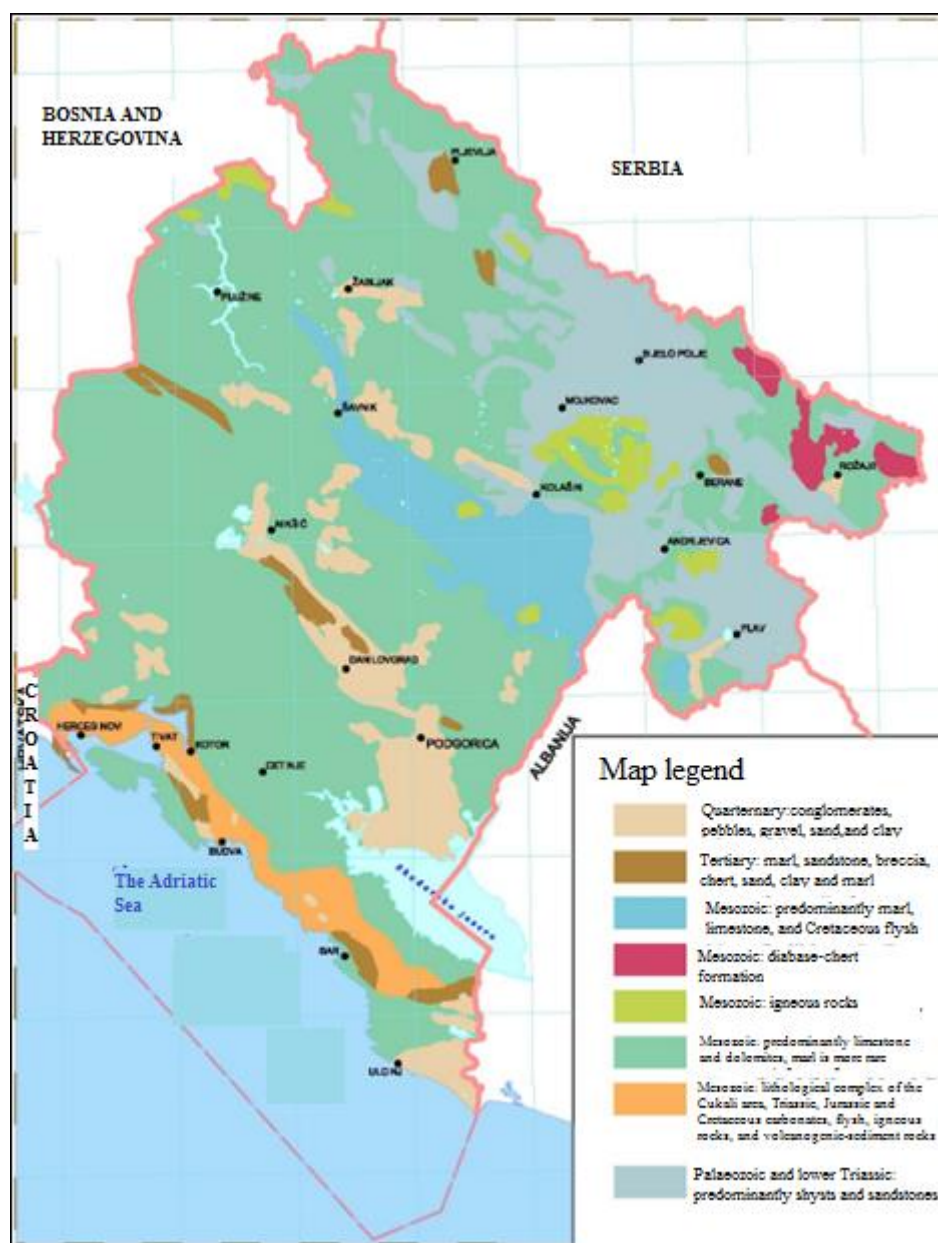 BOSNIA AND
HERZEGOVINA
SERBIA
PLJEVLJA
ŽABLJAK
PLUŽINE
BIJELO POLJE
MOJKOVAC
ŠAVNIK
ROŽAJE
BERANE
KOLAŠIN
NIKŠIĆ
ANDRIJEVICA
PLAV
DANILOVGRAD
CROATIA
HERCEG NOVI
TIVAT
KOTOR
PODGORICA
ALBANIJA
CETINJE
BUDVA
The Adriatic
Sea
BAR
ULCINJ
Map legend
Quarternary:conglomerates,
pebbles, gravel, sand,and clay
Tertiary: marl, sandstone, breccia,
chert, sand, clay and marl
Mesozoic: predominantly marl,
limestone, and Cretaceous flysh
Mesozoic: diabase-chert
formation
Mesozoic: igneous rocks
Mesozoic: predominantly limestone
and dolomites, marl is more rare
Mesozoic: lithological complex of the
Cukali area, Triassic, Jurassic and
Cretaceous carbonates, flysh, igneous
rocks, and volcanogenic-sediment rocks
Palaeozoic and lower Triassic:
predominantly shysts and sandstones